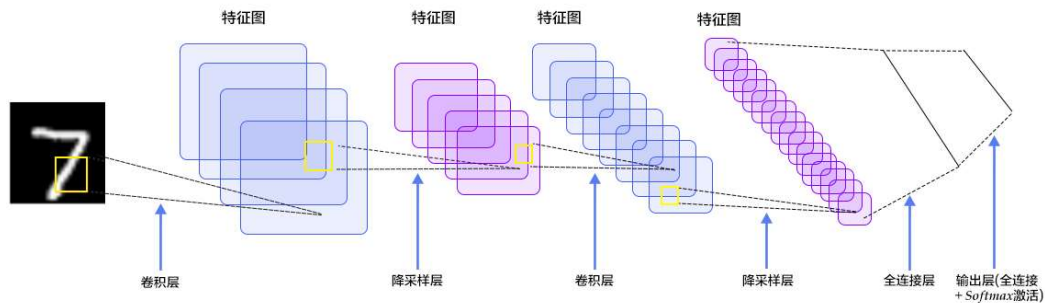 特征图
特征图
特征图
特征图
7
卷积层
降采样层
卷积层
降采样层
全连接层
输出层(全连接
+ Softmax激活)